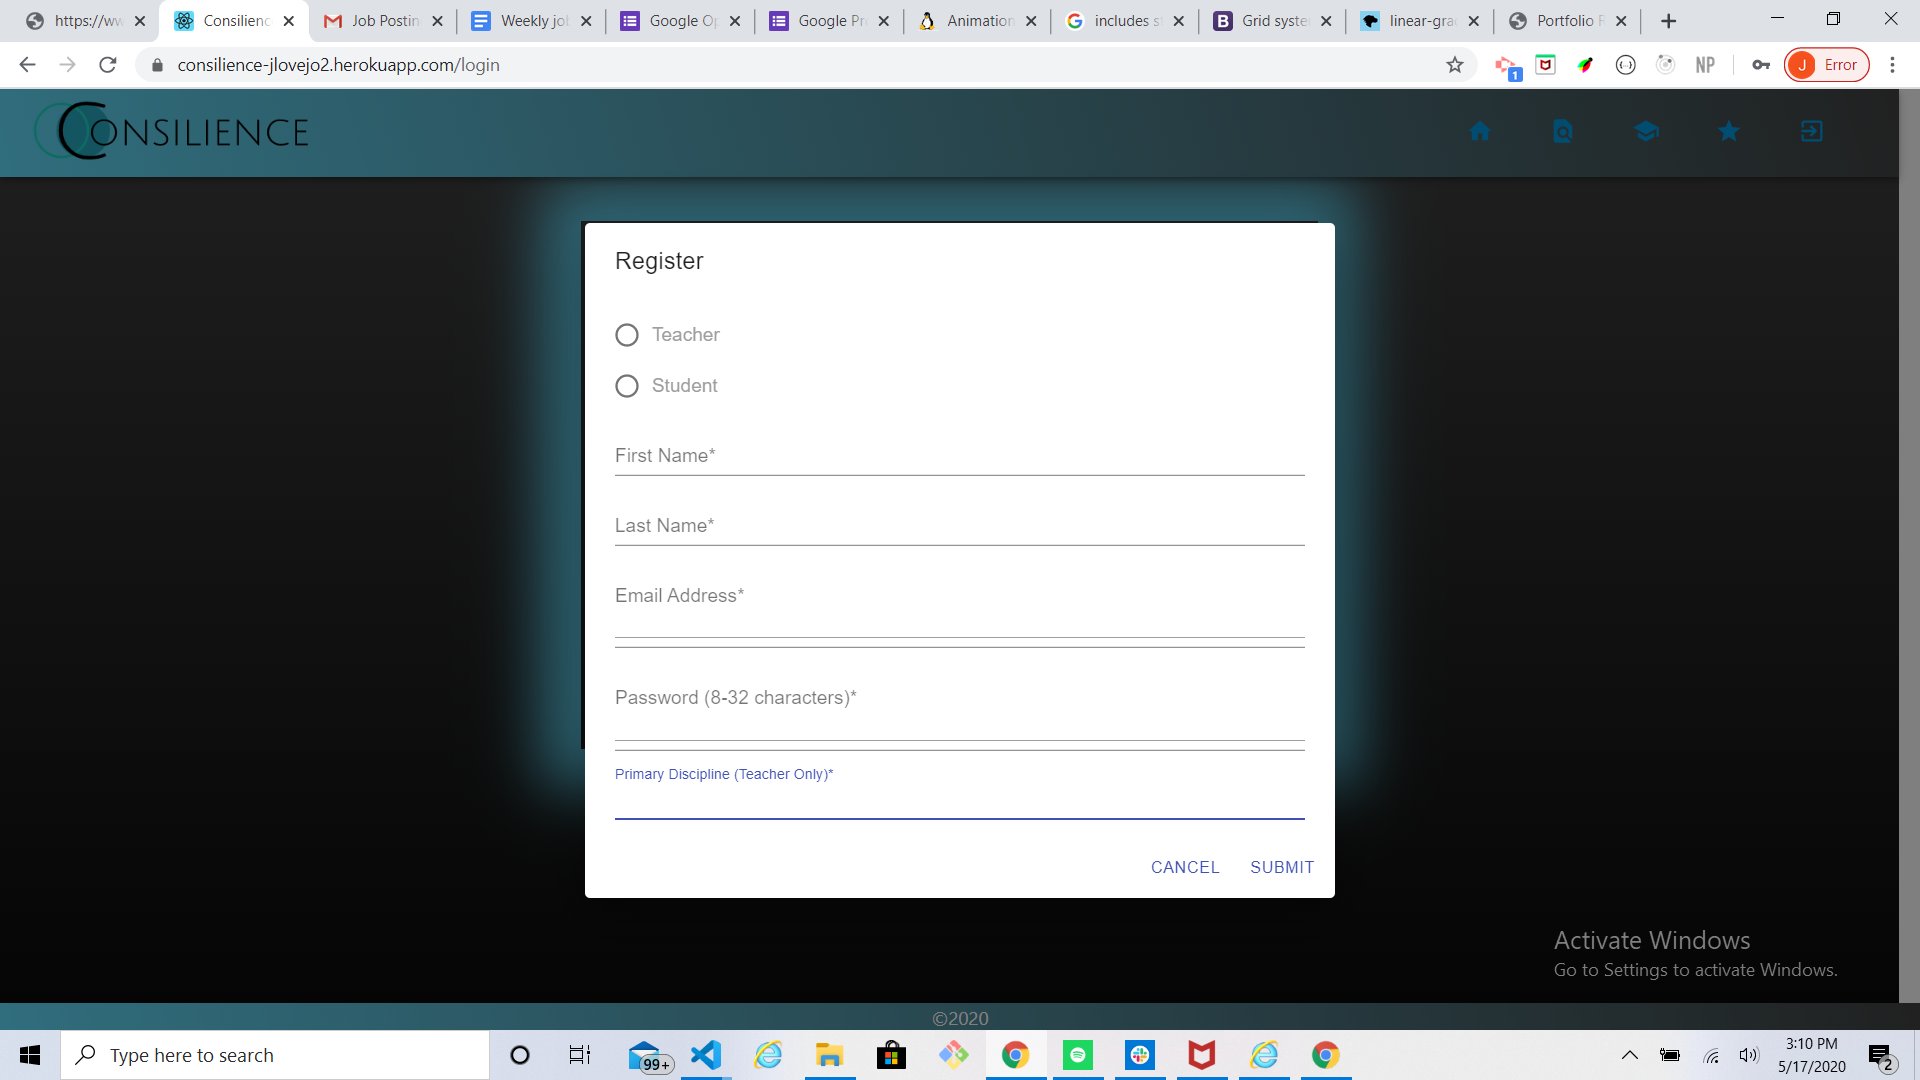 https://ww
Consilienc
Job Postin
Weekly jo
Google Op
Google Pr
Animation
includes s
Grid syste
linear-gra
Portfolio R
consilience-jlovejo2.herokuapp.com/login
1
NP
J Error
CONSILIENCE
Register
Teacher
Student
First Name*
Last Name*
Email Address*
Password (8-32 characters)*
Primary Discipline (Teacher Only)*
CANCEL SUBMIT
Activate Windows
Go to Settings to activate Windows.
©2020
Type here to search
99+
3:10 PM
5/17/2020
2